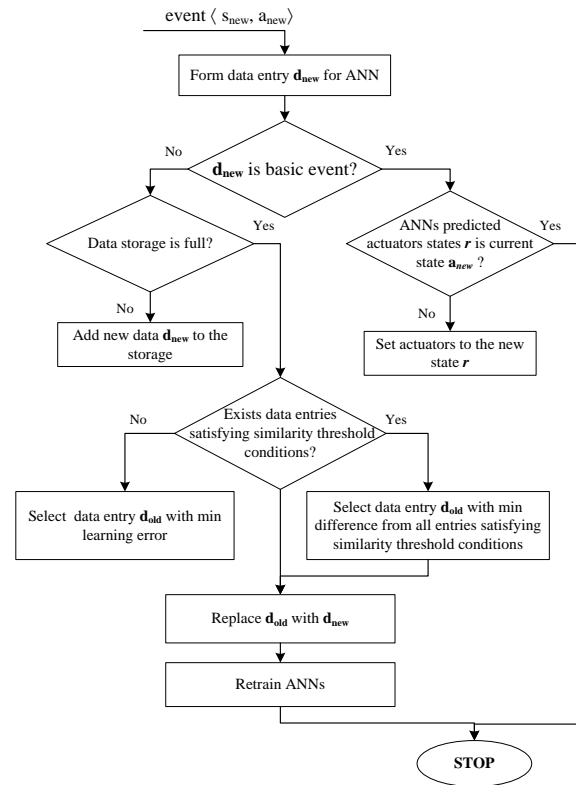 event ⟨ s_new, a_new⟩
Form data entry d_new for ANN
No
Yes
d_new is basic event?
Data storage is full?
Yes
ANNs predicted
actuators states r is current
state a_new ?
Yes
No
No
Add new data d_new to the
storage
Set actuators to the new
state r
No
Yes
Exists data entries
satisfying similarity threshold
conditions?
Select data entry d_old with min
learning error
Select data entry d_old with min
difference from all entries satisfying
similarity threshold conditions
Replace d_old with d_new
Retrain ANNs
STOP